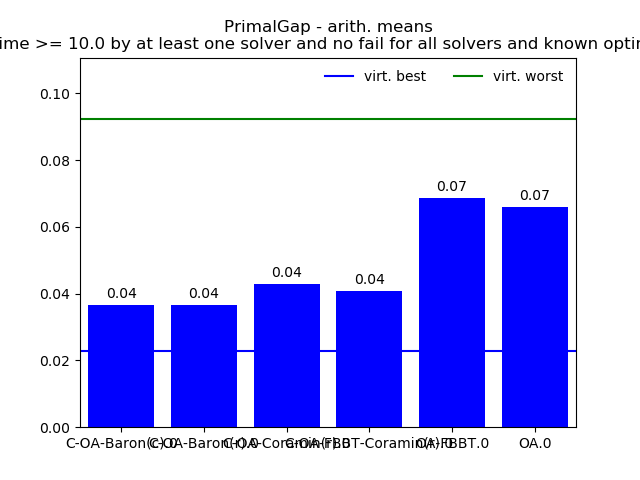 PrimalGap - arith. means
ime >= 10.0 by at least one solver and no fail for all solvers and known opti
virt. best virt. worst
0.10
0.08
0.06
0.04
0.02
0.00
0.04 0.04 0.04 0.04 0.07 0.07
OA.0